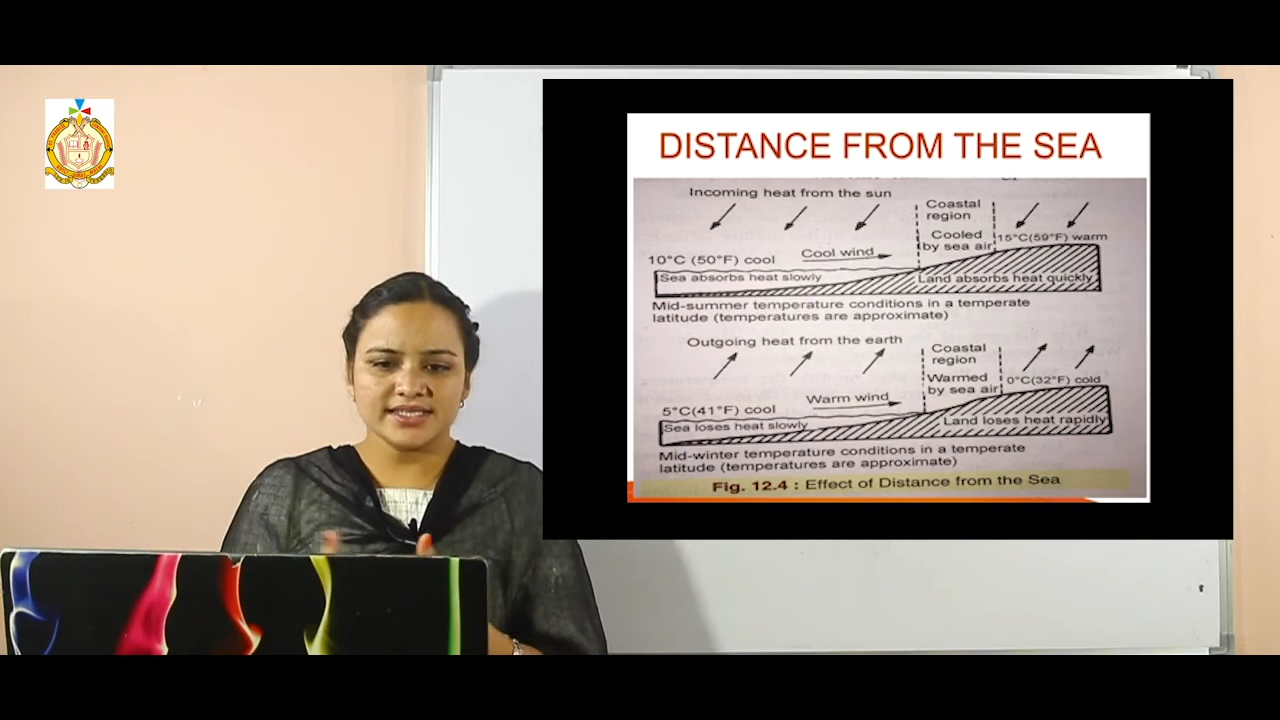 DISTANCE FROM THE SEA
Incoming heat from the sun
Coastal
region
Cooled
by sea air
15°C(59°F) warm
Cool wind
10°C (50°F) cool
Sea absorbs heat slowly
Land absorbs heat quickly
Mid-summer temperature conditions in a temperate
latitude (temperatures are approximate)
Outgoing heat from the earth
Coastal
region
Warmed
by sea air
0°C(32°F) cold
Warm wind
5°C(41°F) cool
Sea loses heat slowly
Land loses heat rapidly
Mid-winter temperature conditions in a temperate
latitude (temperatures are approximate)
Fig. 12.4 : Effect of Distance from the Sea